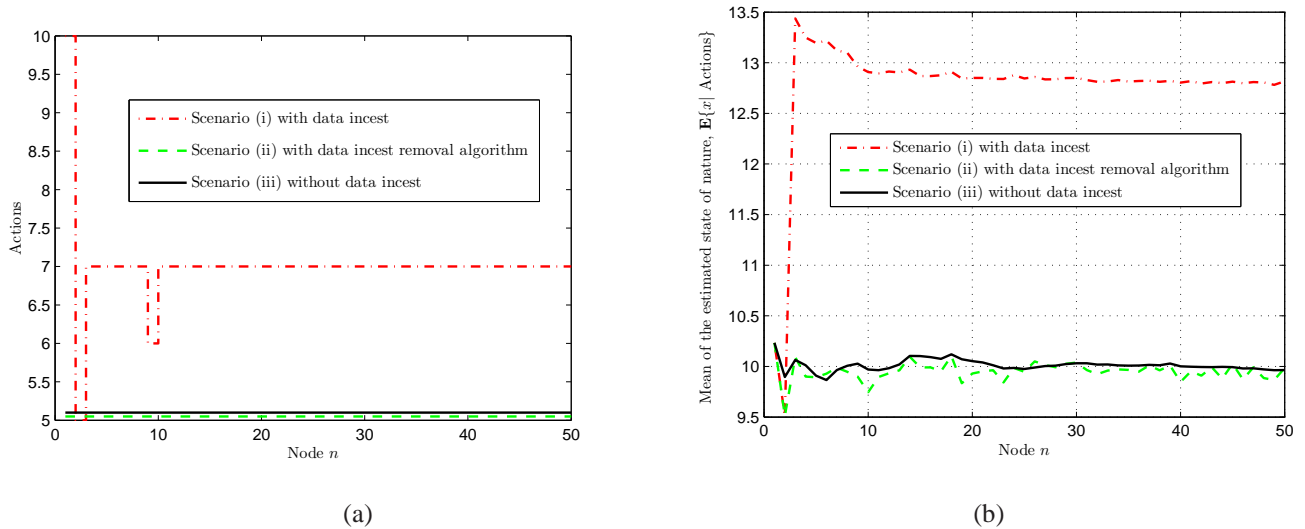 10
9.5
9
8.5
8
7.5
7
6.5
6
5.5
5
Actions
Scenario (i) with data incest
Scenario (ii) with data incest removal algorithm
Scenario (iii) without data incest
0 10 20 30 40 50
Node n
(a)
13.5
13
12.5
12
11.5
11
10.5
10
9.5
Mean of the estimated state of nature, E{x| Actions}
Scenario (i) with data incest
Scenario (ii) with data incest removal algorithm
Scenario (iii) without data incest
0 10 20 30 40 50
Node n
(b)